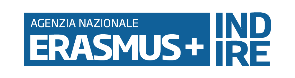 AGENZIA NAZIONALE
ERASMUS+
IND
IRE